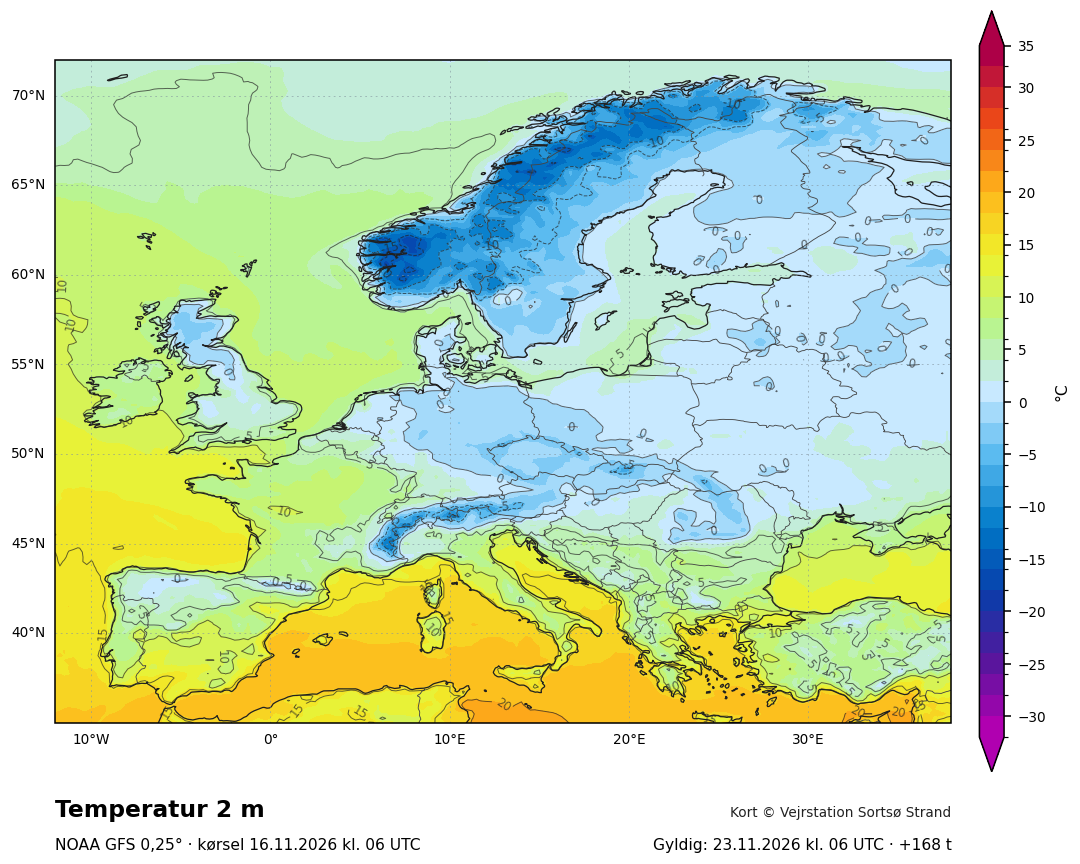 70°N
65°N
60°N
55°N
50°N
45°N
40°N
10°W
0°
10°E
20°E
30°E
35
30
25
20
15
10
5
0
−5
−10
−15
−20
−25
−30
°C
Temperatur 2 m
Kort © Vejrstation Sortsø Strand
NOAA GFS 0,25° · kørsel 16.11.2026 kl. 06 UTC
Gyldig: 23.11.2026 kl. 06 UTC · +168 t